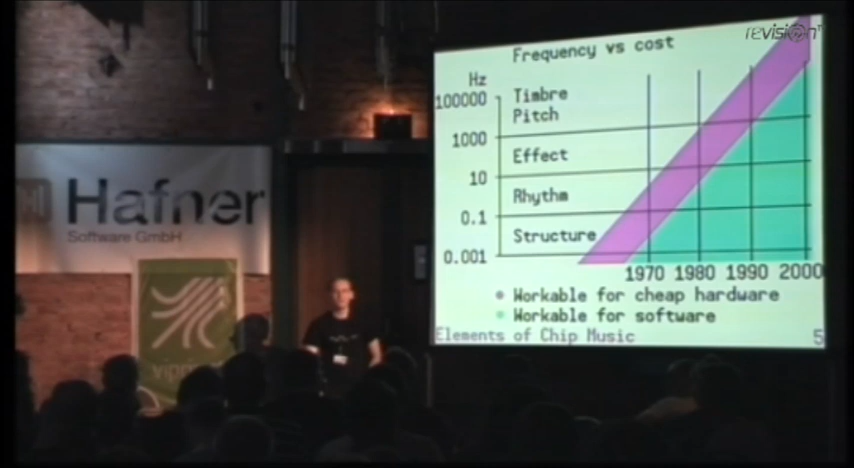 revision
Frequency vs cost
Hz
100000
Timbre
Pitch
1000
Effect
10
Rhythm
0.1
Structure
0.001
1970 1980 1990 2000
Workable for cheap hardware
Workable for software
Elements of Chip Music
5
Hafner
Software GmbH